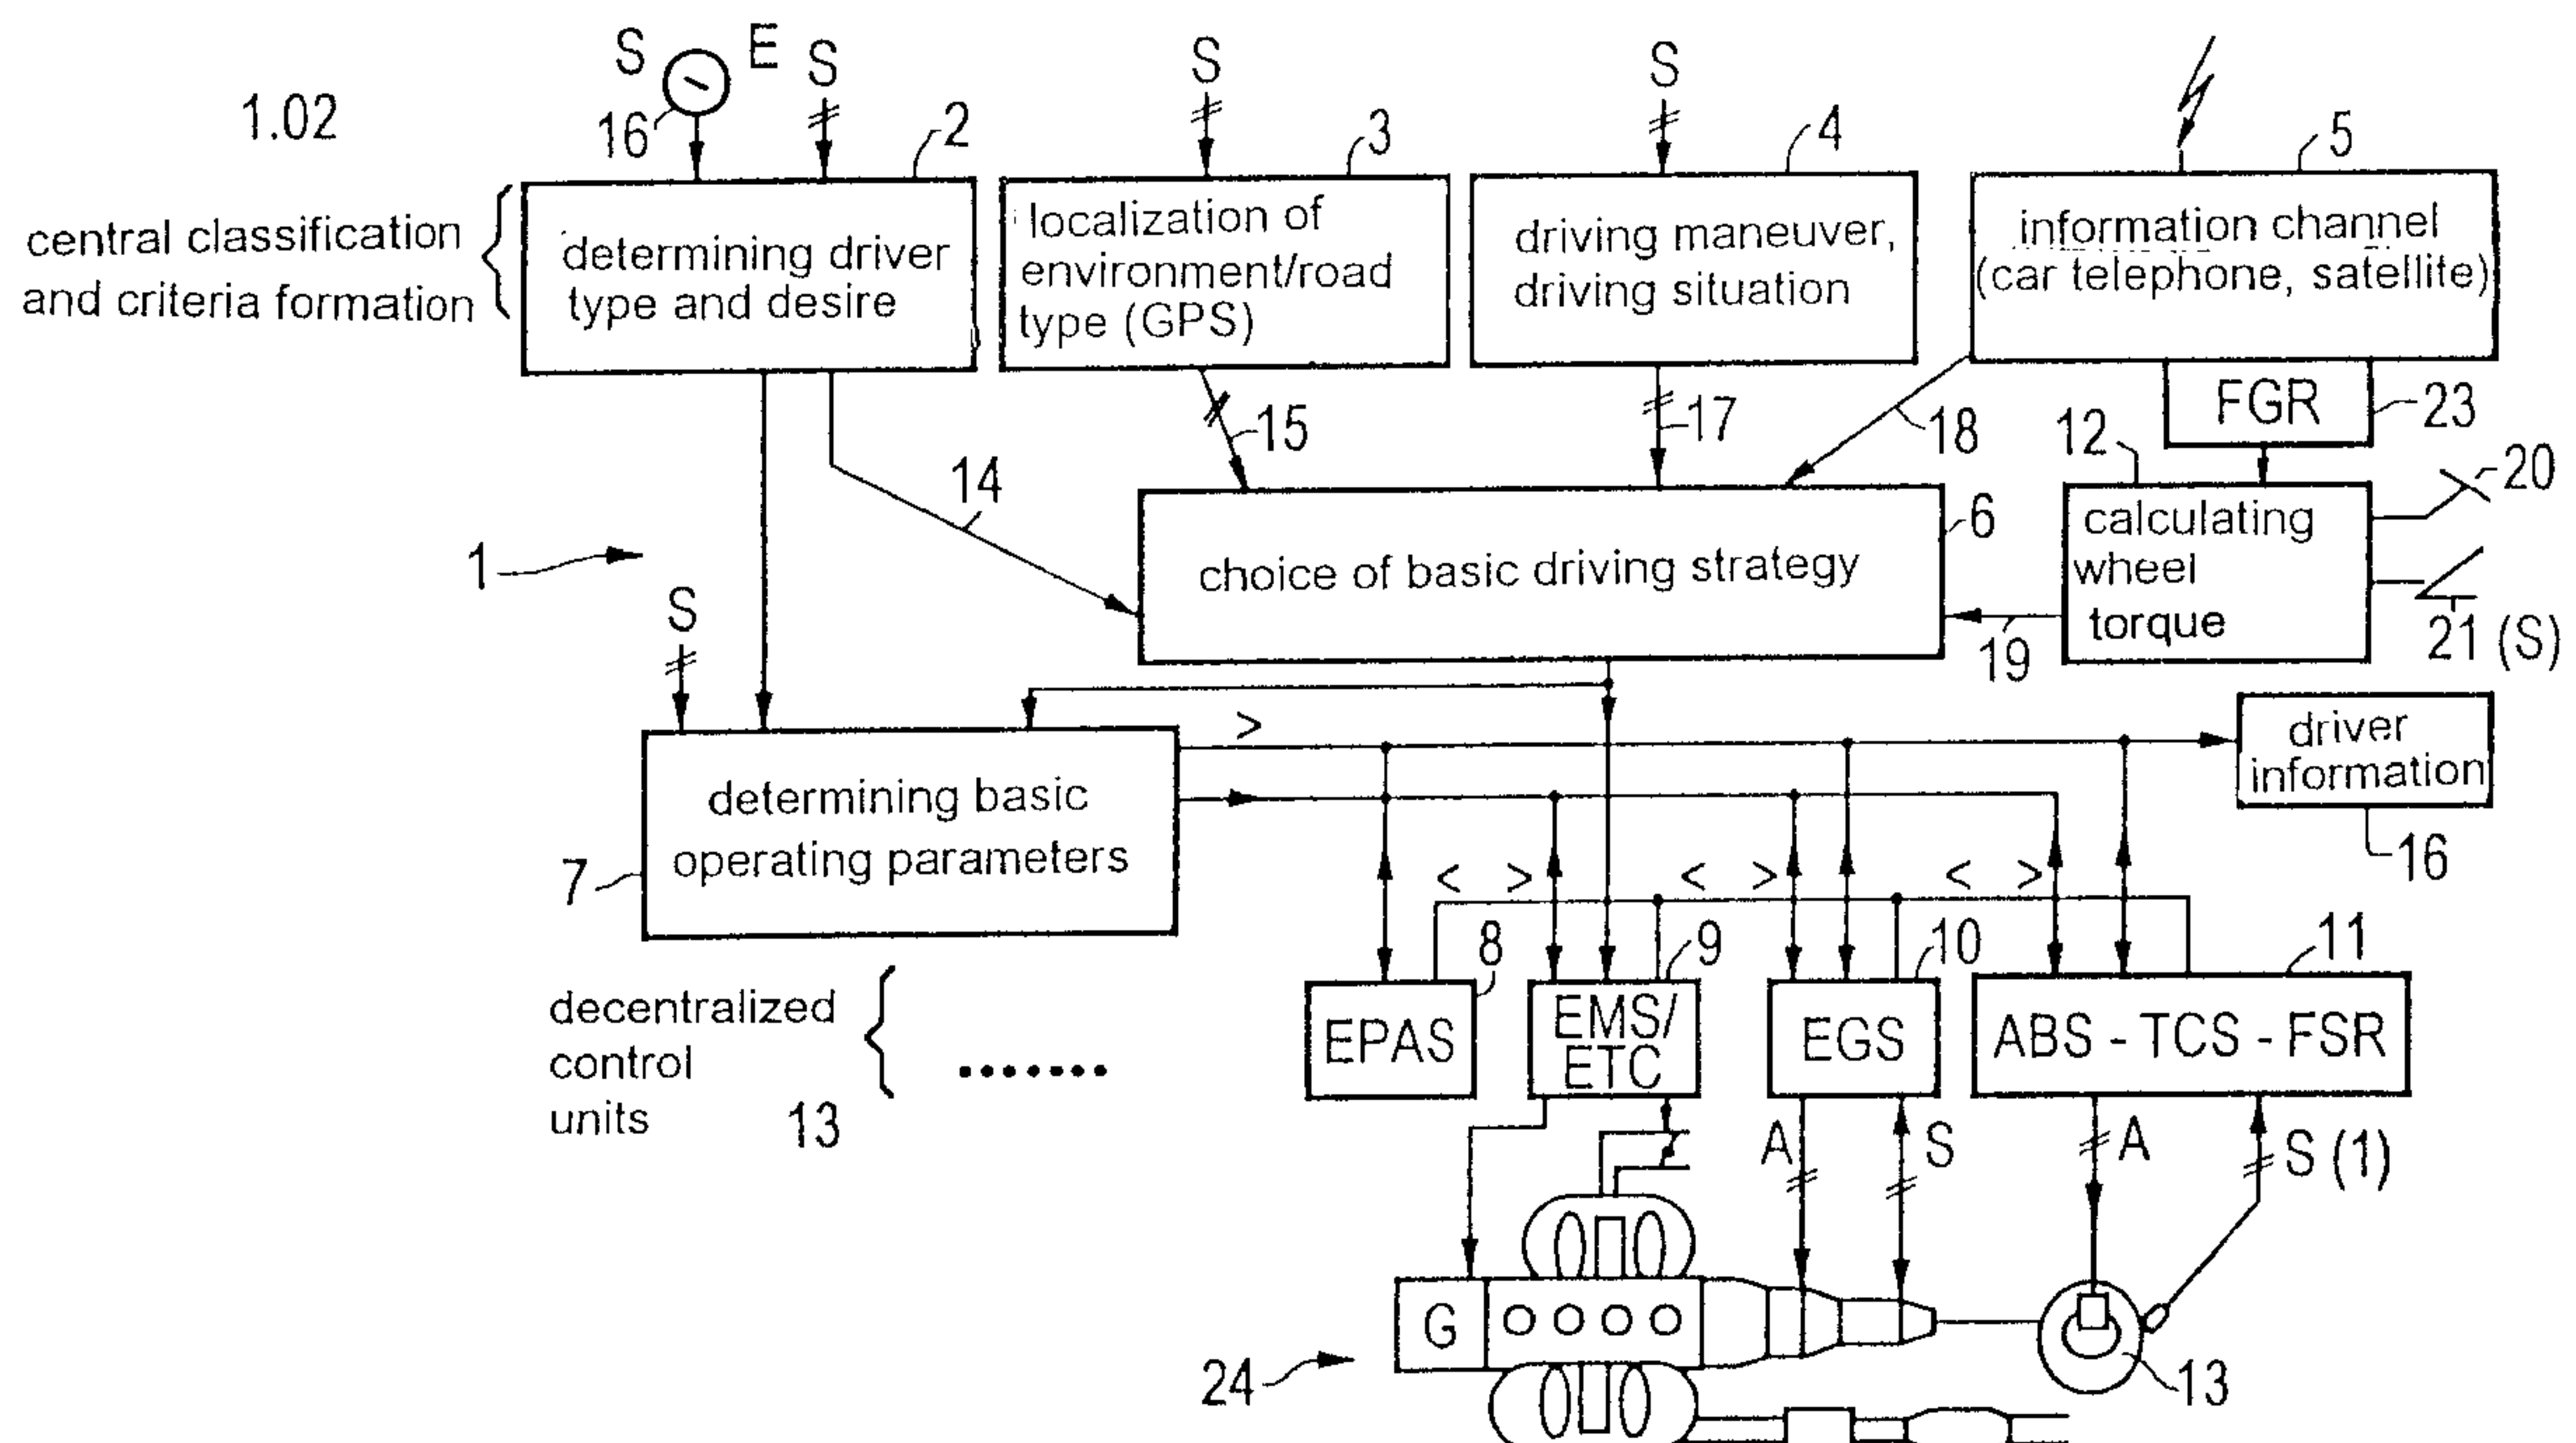 S
E
S
S
S
1.02
16
2
3
4
5
central classification
and criteria formation
determining driver
type and desire
localization of
environment/road
type (GPS)
driving maneuver,
driving situation
information channel
(car telephone, satellite)
FGR
23
14
15
17
18
12
20
1
choice of basic driving strategy
6
calculating
wheel
torque
19
21 (S)
S
>
driver
information
16
determining basic
operating parameters
7
< > < > < >
8
9
10
11
decentralized
control
units
13
.......
EPAS
EMS/
ETC
EGS
ABS - TCS - FSR
A
S
A
S (1)
G
24
13